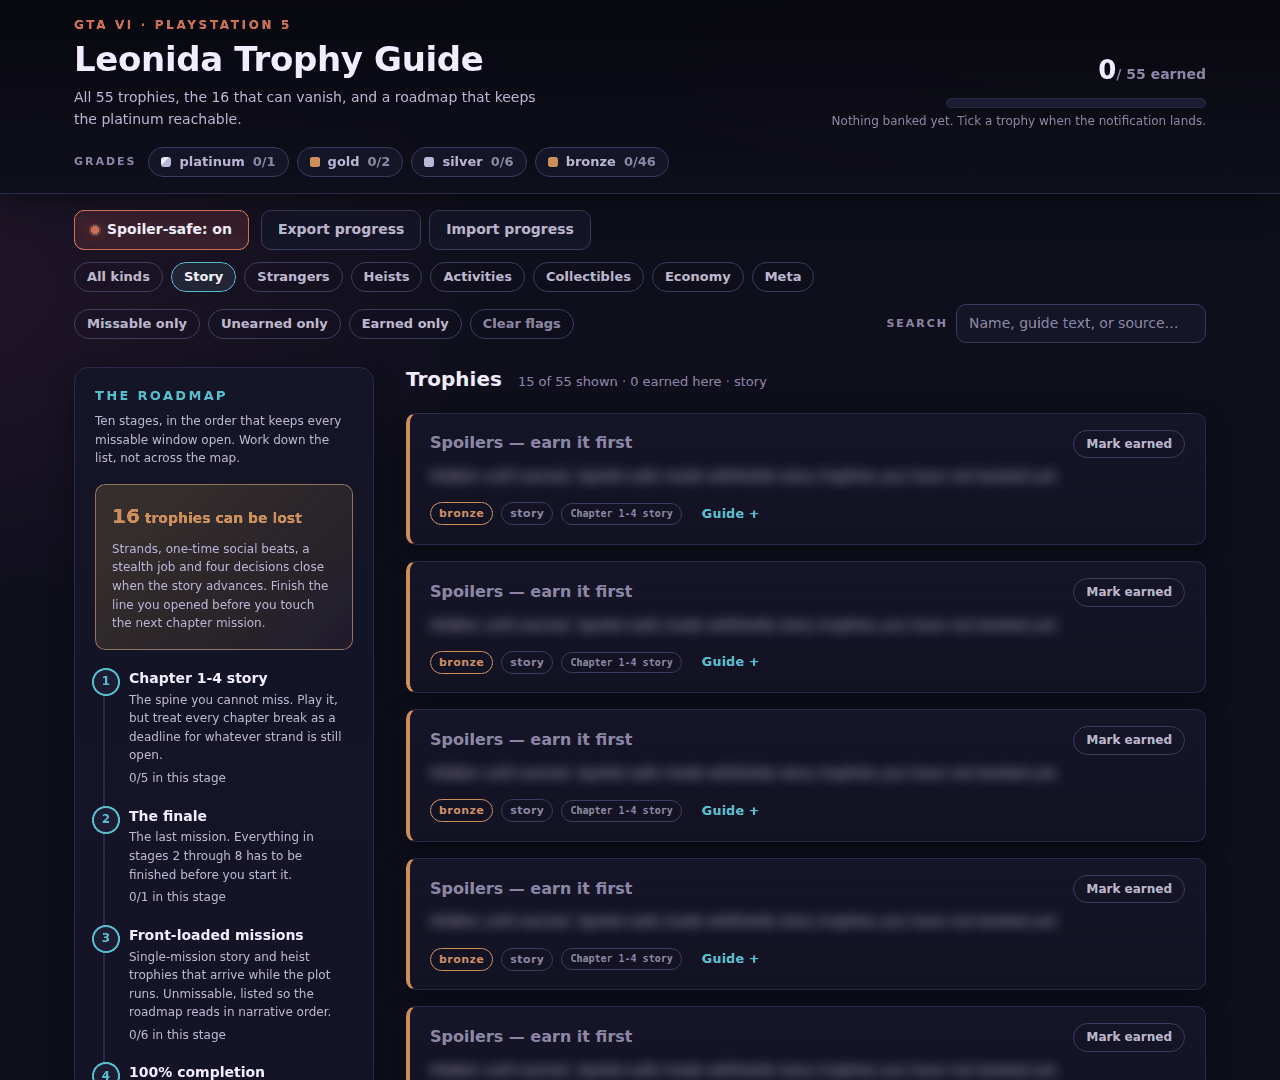 GTA VI · PLAYSTATION 5
Leonida Trophy Guide
All 55 trophies, the 16 that can vanish, and a roadmap that keeps
the platinum reachable.
0 / 55 earned
Nothing banked yet. Tick a trophy when the notification lands.
GRADES
platinum 0/1
gold 0/2
silver 0/6
bronze 0/46
Spoiler-safe: on
Export progress
Import progress
All kinds
Story
Strangers
Heists
Activities
Collectibles
Economy
Meta
Missable only
Unearned only
Earned only
Clear flags
SEARCH
Name, guide text, or source...
THE ROADMAP
Ten stages, in the order that keeps every
missable window open. Work down the
list, not across the map.
16 trophies can be lost
Strands, one-time social beats, a
stealth job and four decisions close
when the story advances. Finish the
line you opened before you touch
the next chapter mission.
1
Chapter 1-4 story
The spine you cannot miss. Play it,
but treat every chapter break as a
deadline for whatever strand is still
open.
0/5 in this stage
2
The finale
The last mission. Everything in
stages 2 through 8 has to be
finished before you start it.
0/1 in this stage
3
Front-loaded missions
Single-mission story and heist
trophies that arrive while the plot
runs. Unmissable, listed so the
roadmap reads in narrative order.
0/6 in this stage
4
100% completion
Trophies
15 of 55 shown · 0 earned here · story
Spoilers — earn it first
Mark earned
bronze
story
Chapter 1-4 story
Guide +
Spoilers — earn it first
Mark earned
bronze
story
Chapter 1-4 story
Guide +
Spoilers — earn it first
Mark earned
bronze
story
Chapter 1-4 story
Guide +
Spoilers — earn it first
Mark earned
bronze
story
Chapter 1-4 story
Guide +
Spoilers — earn it first
Mark earned